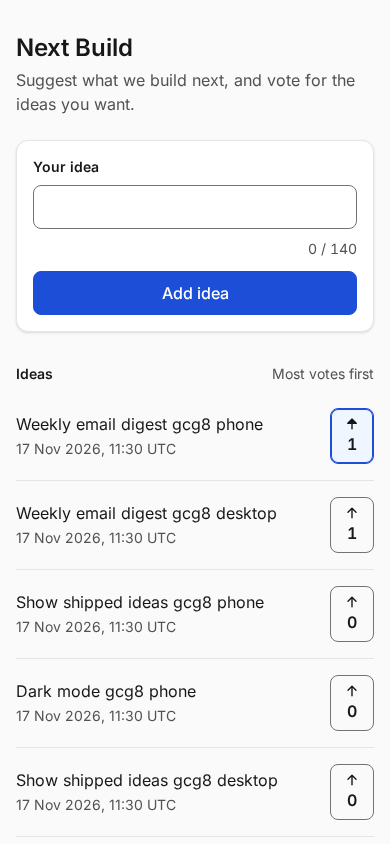 Next Build
Suggest what we build next, and vote for the
ideas you want.
Your idea
0 / 140
Add idea
Ideas
Most votes first
Weekly email digest gcg8 phone
17 Nov 2026, 11:30 UTC
1
Weekly email digest gcg8 desktop
17 Nov 2026, 11:30 UTC
1
Show shipped ideas gcg8 phone
17 Nov 2026, 11:30 UTC
0
Dark mode gcg8 phone
17 Nov 2026, 11:30 UTC
0
Show shipped ideas gcg8 desktop
17 Nov 2026, 11:30 UTC
0